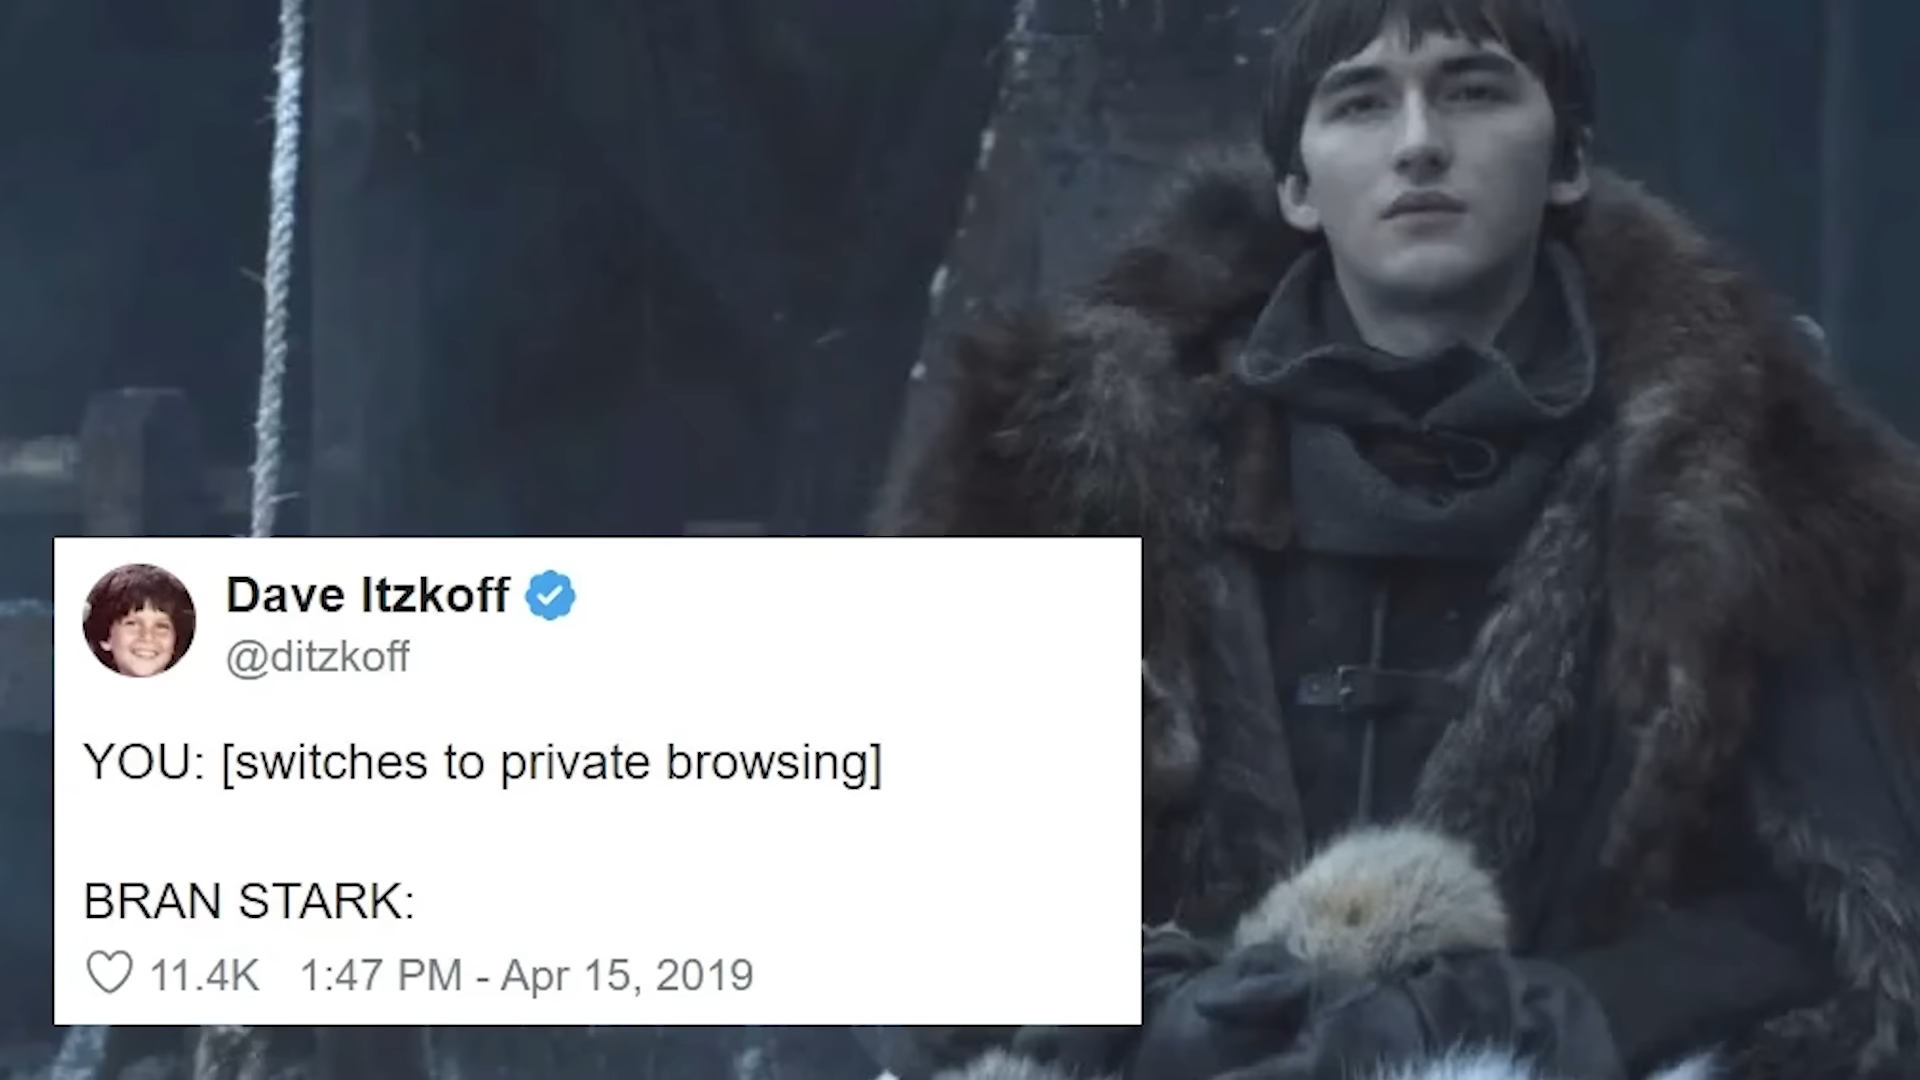 Dave Itzkoff
@ditzkoff
YOU: [switches to private browsing]
BRAN STARK:
11.4K 1:47 PM - Apr 15, 2019